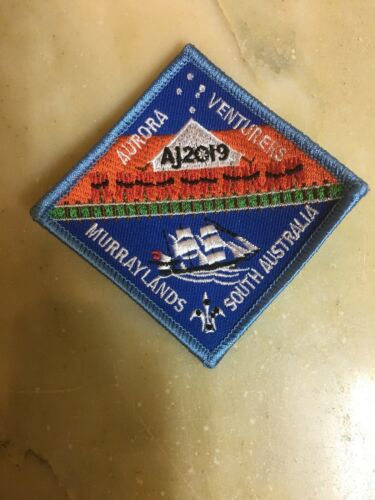 AURORA
VENTURERS
AJ2019
MURRAYLANDS
SOUTH AUSTRALIA